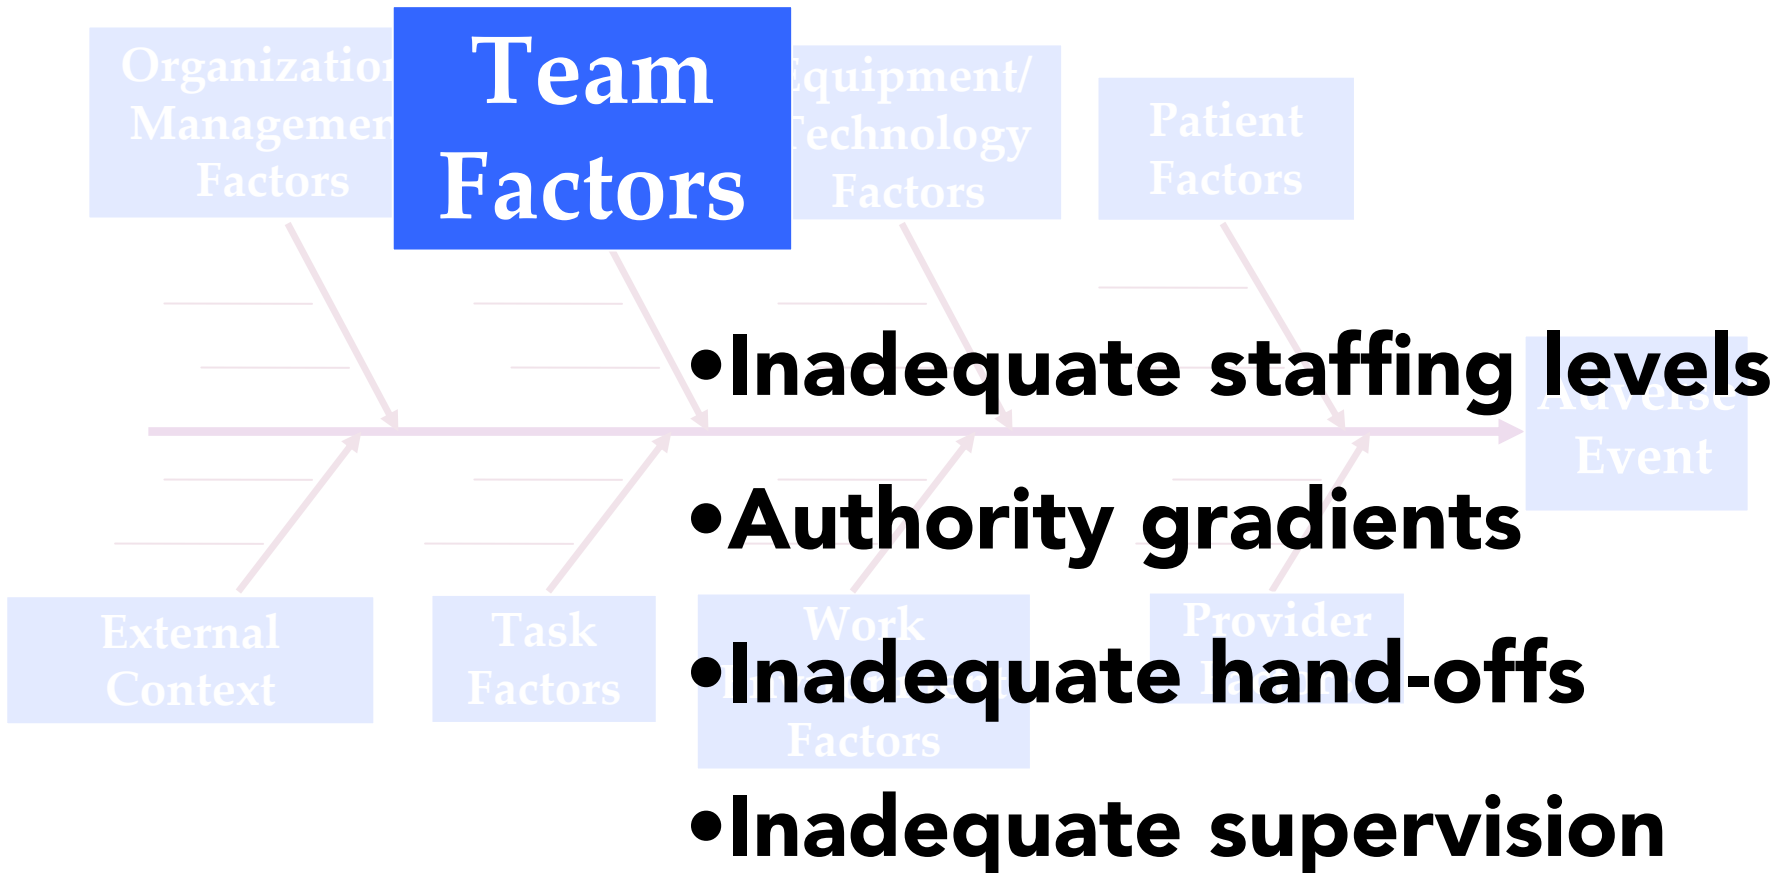 Organization
Management
Factors
Team
Factors
Equipment/
Technology
Factors
Patient
Factors
•Inadequate staffing levels
Adverse
Event
•Authority gradients
External
Context
Task
Factors
Work
Factors
Provider
•Inadequate hand-offs
•Inadequate supervision